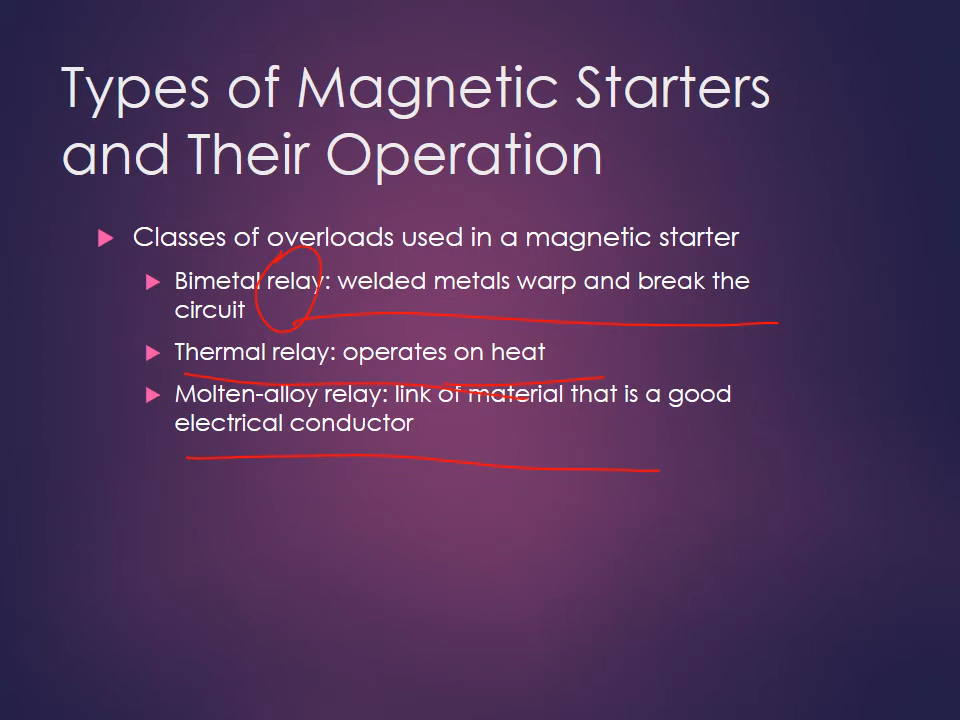 Types of Magnetic Starters
and Their Operation
Classes of overloads used in a magnetic starter
Bimetal relay: welded metals warp and break the
circuit
Thermal relay: operates on heat
Molten-alloy relay: link of material that is a good
electrical conductor